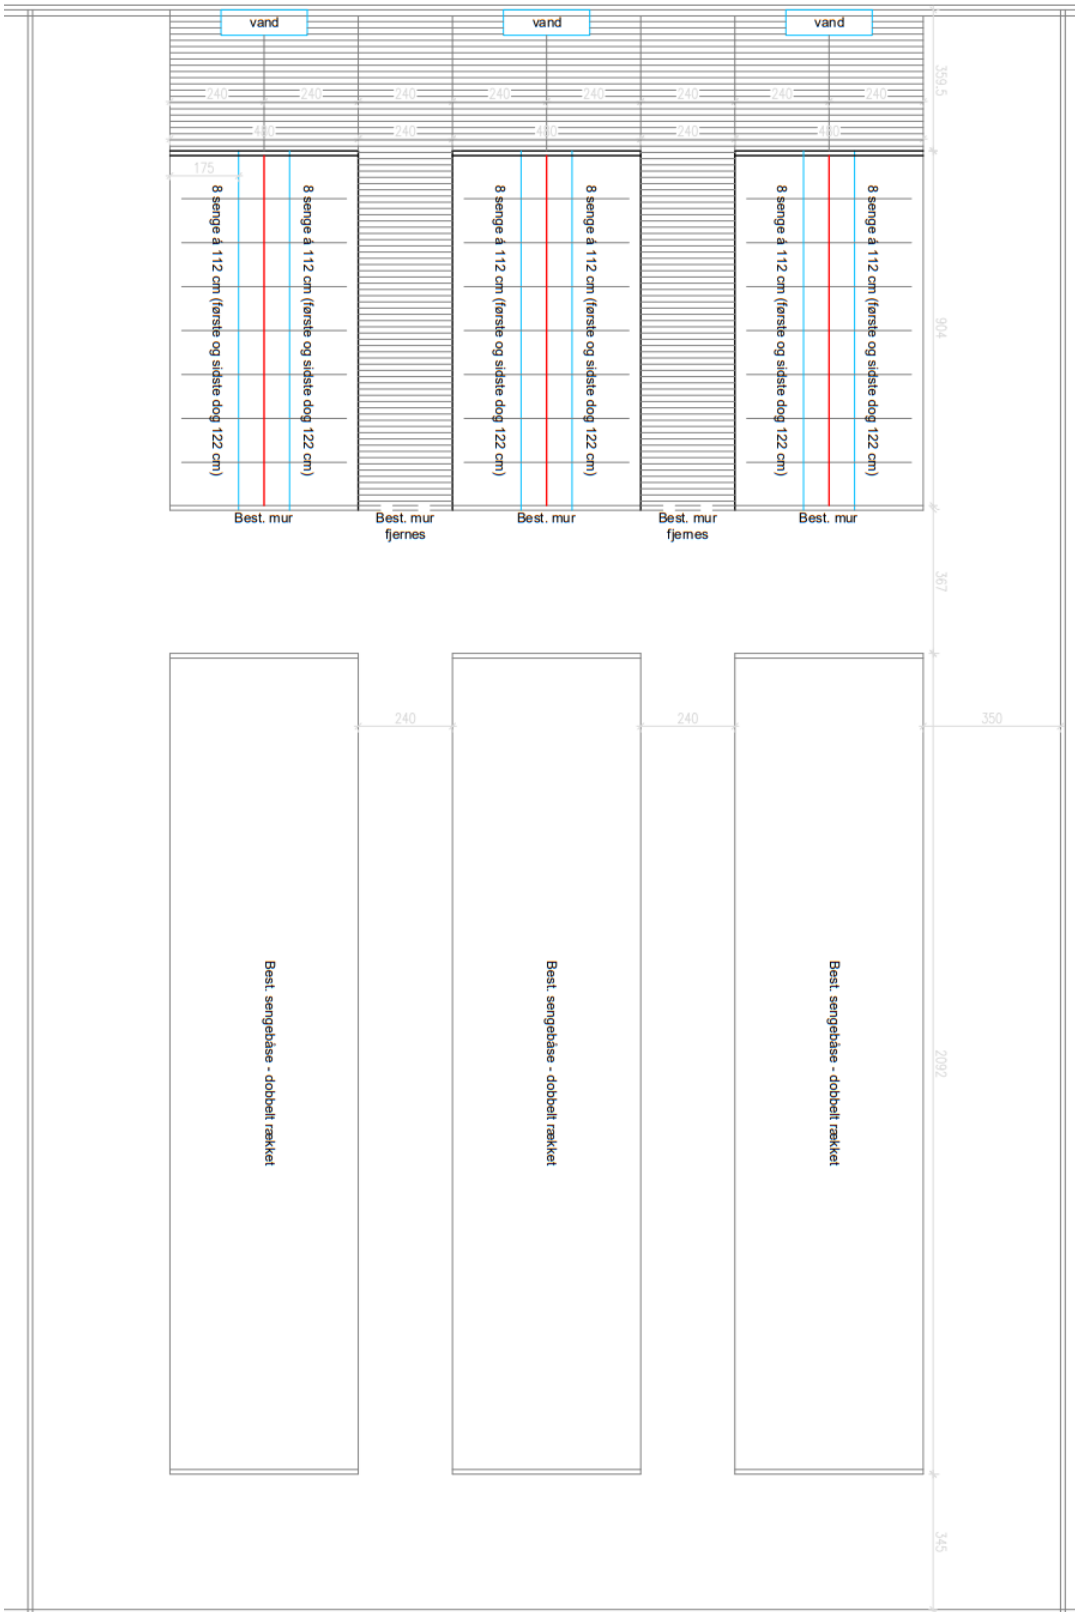 vand
vand
vand
359.5
240
240
240
240
240
240
240
240
480
240
480
240
480
175
8 senge á 112 cm (første og sidste dog 122 cm)
8 senge á 112 cm (første og sidste dog 122 cm)
8 senge á 112 cm (første og sidste dog 122 cm)
8 senge á 112 cm (første og sidste dog 122 cm)
8 senge á 112 cm (første og sidste dog 122 cm)
8 senge á 112 cm (første og sidste dog 122 cm)
904
Best. mur
Best. mur
fjernes
Best. mur
Best. mur
fjernes
Best. mur
367
240
240
350
Best. sengebåse - dobbelt rækket
Best. sengebåse - dobbelt rækket
Best. sengebåse - dobbelt rækket
2092
345